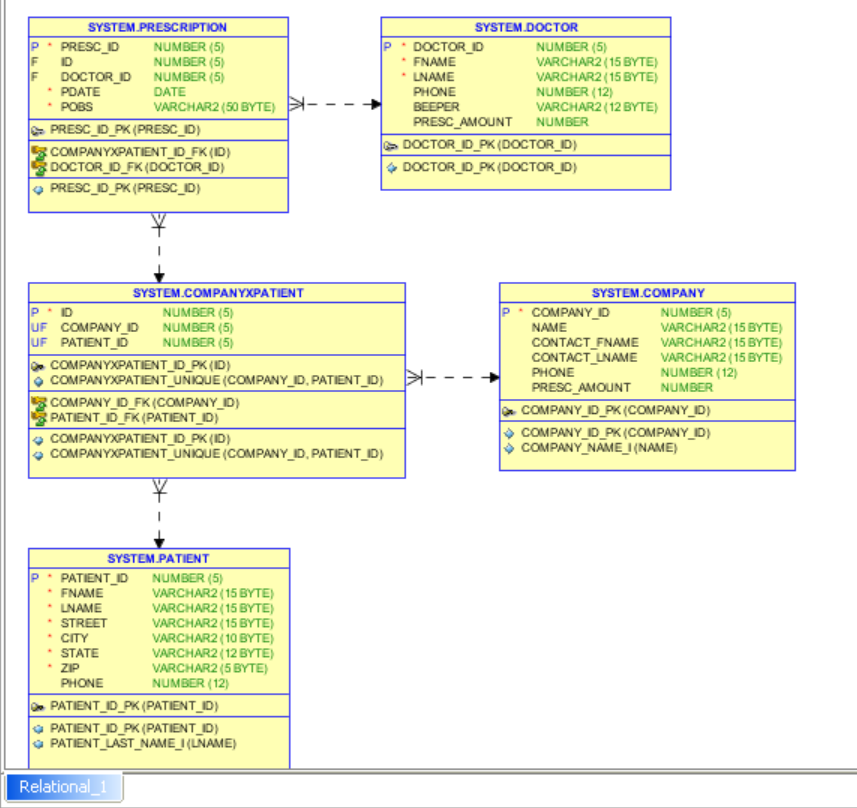 SYSTEM.PRESCRIPTION
P * PRESC_ID NUMBER (5)
F ID NUMBER (5)
F DOCTOR_ID NUMBER (5)
* PDATE DATE
* POBS VARCHAR2 (50 BYTE)
PRESC_ID_PK (PRESC_ID)
COMPANYXPATIENT_ID_FK (ID)
DOCTOR_ID_FK (DOCTOR_ID)
PRESC_ID_PK (PRESC_ID)
SYSTEM.DOCTOR
P * DOCTOR_ID NUMBER (5)
* FNAME VARCHAR2 (15 BYTE)
* LNAME VARCHAR2 (15 BYTE)
PHONE NUMBER (12)
BEEPER VARCHAR2 (12 BYTE)
PRESC_AMOUNT NUMBER
DOCTOR_ID_PK (DOCTOR_ID)
DOCTOR_ID_PK (DOCTOR_ID)
SYSTEM.COMPANYXPATIENT
P * ID NUMBER (5)
UF COMPANY_ID NUMBER (5)
UF PATIENT_ID NUMBER (5)
COMPANYXPATIENT_ID_PK (ID)
COMPANYXPATIENT_UNIQUE (COMPANY_ID, PATIENT_ID)
COMPANY_ID_FK (COMPANY_ID)
PATIENT_ID_FK (PATIENT_ID)
COMPANYXPATIENT_ID_PK (ID)
COMPANYXPATIENT_UNIQUE (COMPANY_ID, PATIENT_ID)
SYSTEM.COMPANY
P * COMPANY_ID NUMBER (5)
NAME VARCHAR2 (15 BYTE)
CONTACT_FNAME VARCHAR2 (15 BYTE)
CONTACT_LNAME VARCHAR2 (15 BYTE)
PHONE NUMBER (12)
PRESC_AMOUNT NUMBER
COMPANY_ID_PK (COMPANY_ID)
COMPANY_ID_PK (COMPANY_ID)
COMPANY_NAME_I (NAME)
SYSTEM.PATIENT
P * PATIENT_ID NUMBER (5)
* FNAME VARCHAR2 (15 BYTE)
* LNAME VARCHAR2 (15 BYTE)
* STREET VARCHAR2 (15 BYTE)
* CITY VARCHAR2 (10 BYTE)
* STATE VARCHAR2 (12 BYTE)
* ZIP VARCHAR2 (5 BYTE)
PHONE NUMBER (12)
PATIENT_ID_PK (PATIENT_ID)
PATIENT_ID_PK (PATIENT_ID)
PATIENT_LAST_NAME_I (LNAME)
Relational_1